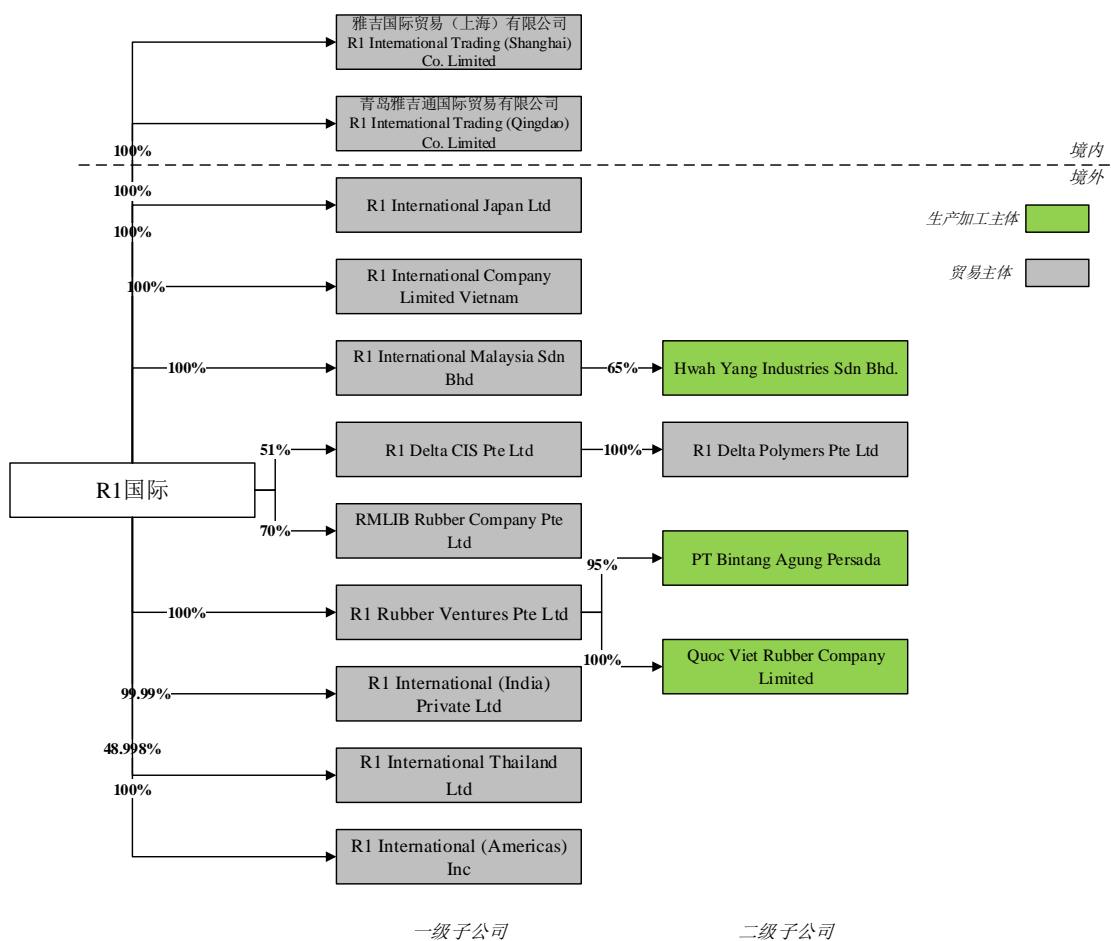 雅吉国际贸易（上海）有限公司
R1 International Trading (Shanghai)
Co. Limited
青岛雅吉通国际贸易有限公司
R1 International Trading (Qingdao)
Co. Limited
100%
境内
境外
100%
R1 International Japan Ltd
生产加工主体
100%
R1 International Company
Limited Vietnam
100%
贸易主体
R1 International Malaysia Sdn
Bhd
100%
65%
Hwah Yang Industries Sdn Bhd.
51%
R1 Delta CIS Pte Ltd
100%
R1 Delta Polymers Pte Ltd
R1国际
70%
RMLIB Rubber Company Pte
Ltd
95%
PT Bintang Agung Persada
100%
R1 Rubber Ventures Pte Ltd
100%
Quoc Viet Rubber Company
Limited
99.99%
R1 International (India)
Private Ltd
48.998%
R1 International Thailand
Ltd
100%
R1 International (Americas)
Inc
一级子公司
二级子公司